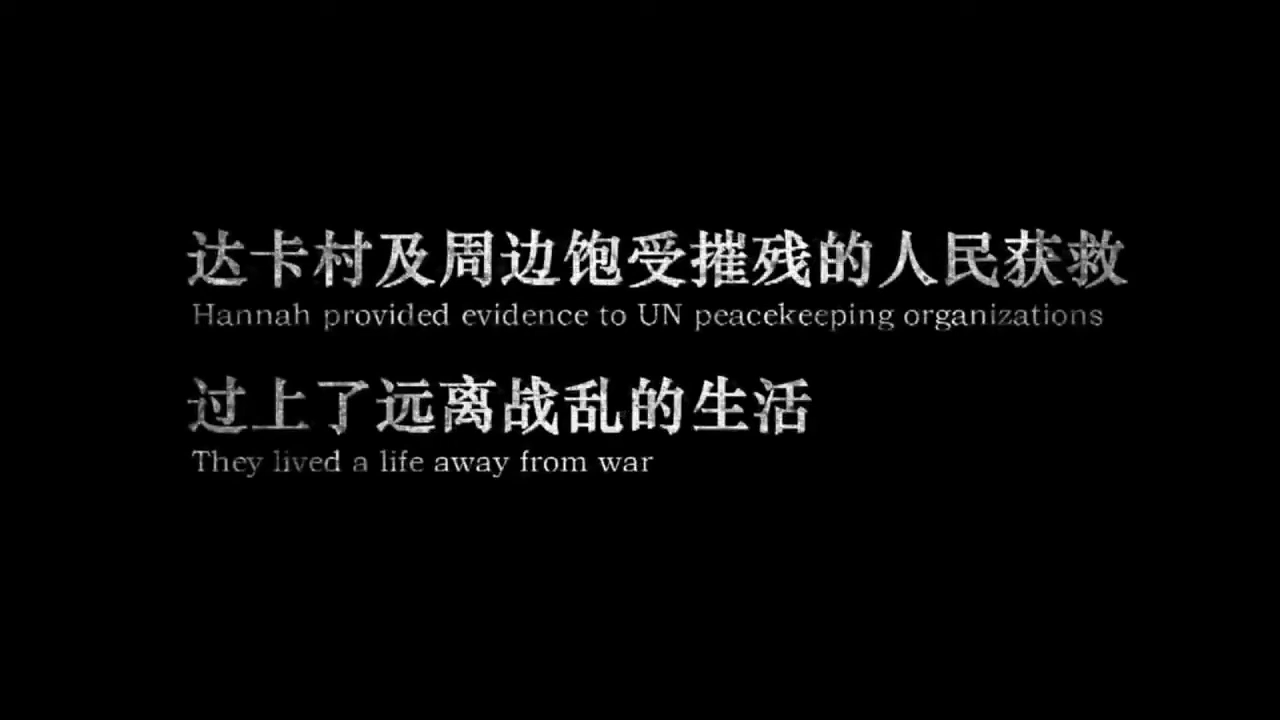 达卡村及周边饱受摧残的人民获救
Hannah provided evidence to UN peacekeeping organizations
过上了远离战乱的生活
They lived a life away from war